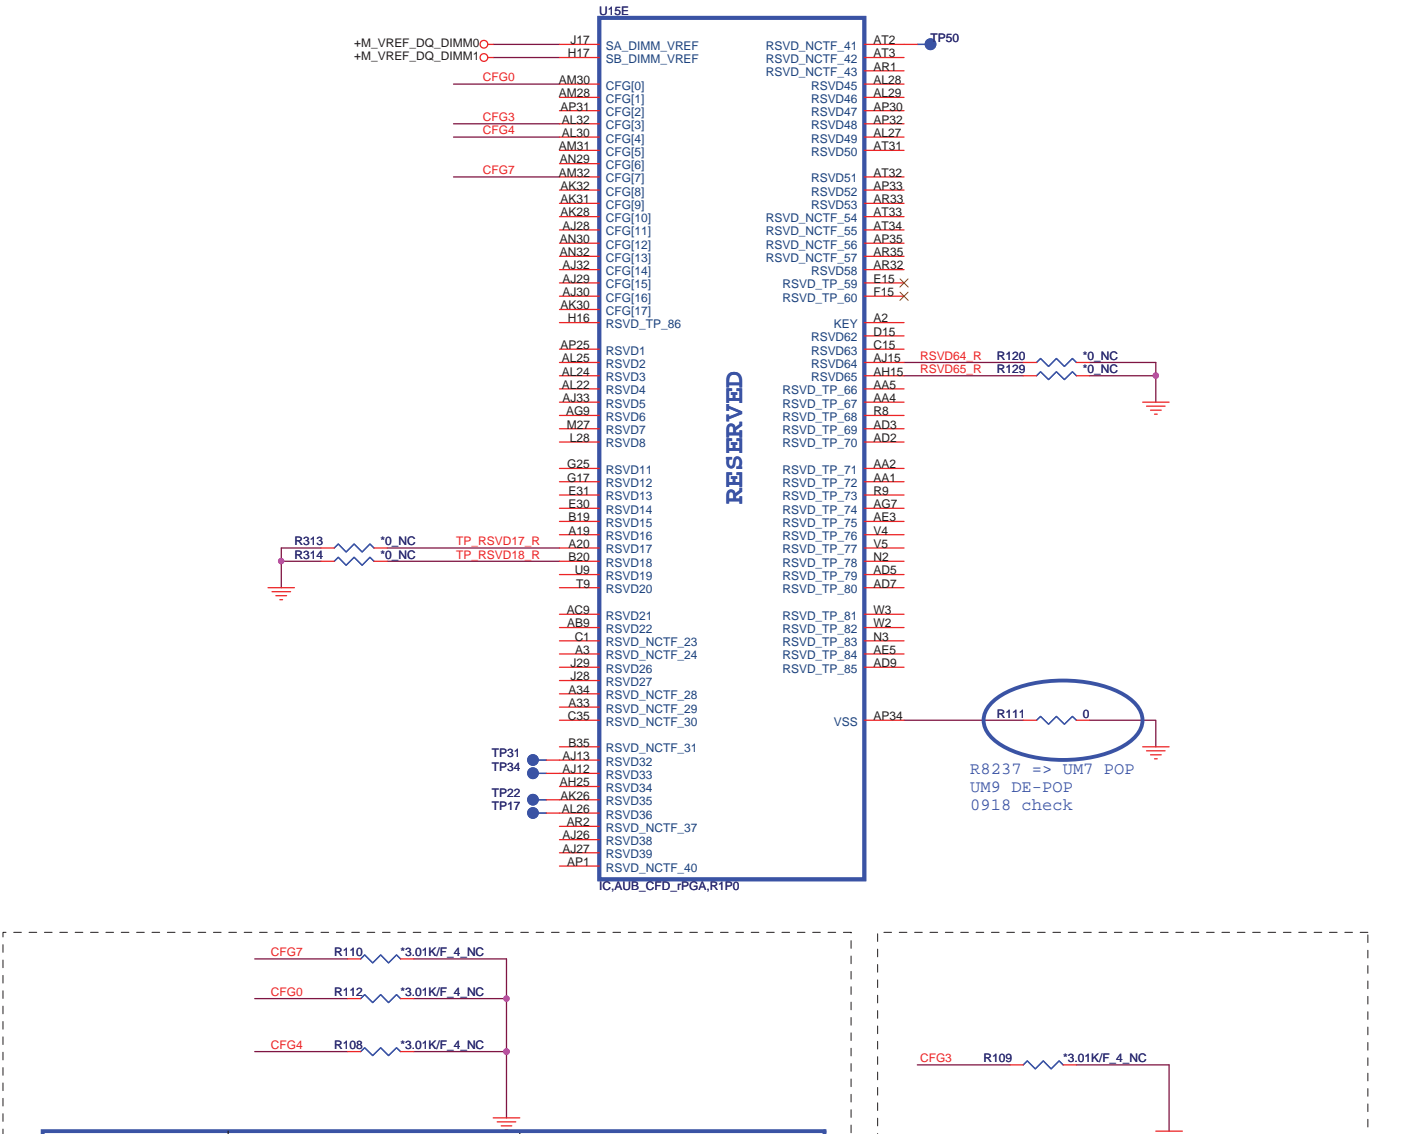 U15E
+M_VREF_DQ_DIMM0 J17 SA_DIMM_VREF RSVD_NCTF_41 AT2 TP50
+M_VREF_DQ_DIMM1 H17 SB_DIMM_VREF RSVD_NCTF_42 AT3
RSVD_NCTF_43 AR1
CFG0 AM30 CFG[0] RSVD45 AL28
AM28 CFG[1] RSVD46 AL29
AP31 CFG[2] RSVD47 AP30
CFG3 AL32 CFG[3] RSVD48 AP32
CFG4 AL30 CFG[4] RSVD49 AL27
AM31 CFG[5] RSVD50 AT31
AN29 CFG[6]
CFG7 AM32 CFG[7] RSVD51 AT32
AK32 CFG[8] RSVD52 AP33
AK31 CFG[9] RSVD53 AR33
AK28 CFG[10] RSVD_NCTF_54 AT33
AJ28 CFG[11] RSVD_NCTF_55 AT34
AN30 CFG[12] RSVD_NCTF_56 AP35
AN32 CFG[13] RSVD_NCTF_57 AR35
AJ32 CFG[14] RSVD58 AR32
AJ29 CFG[15] RSVD_TP_59 E15
AJ30 CFG[16] RSVD_TP_60 F15
AK30 CFG[17]
H16 RSVD_TP_86 KEY A2
RSVD62 D15
AP25 RSVD1 RSVD63 C15
AL25 RSVD2 RSVD64 AJ15 RSVD64_R R120 *0_NC
AL24 RSVD3 RSVD65 AH15 RSVD65_R R129 *0_NC
AL22 RSVD4 RSVD_TP_66 AA5
AJ33 RSVD5 RSVD_TP_67 AA4
AG9 RSVD6 RSVD_TP_68 R8
M27 RSVD7 RSVD_TP_69 AD3
L28 RSVD8 RSVD_TP_70 AD2
RESERVED
G25 RSVD11 RSVD_TP_71 AA2
G17 RSVD12 RSVD_TP_72 AA1
E31 RSVD13 RSVD_TP_73 R9
E30 RSVD14 RSVD_TP_74 AG7
B19 RSVD15 RSVD_TP_75 AE3
A19 RSVD16 RSVD_TP_76 V4
R313 *0_NC TP_RSVD17_R A20 RSVD17 RSVD_TP_77 V5
R314 *0_NC TP_RSVD18_R B20 RSVD18 RSVD_TP_78 N2
U9 RSVD19 RSVD_TP_79 AD5
T9 RSVD20 RSVD_TP_80 AD7
AC9 RSVD21 RSVD_TP_81 W3
AB9 RSVD22 RSVD_TP_82 W2
C1 RSVD_NCTF_23 RSVD_TP_83 N3
A3 RSVD_NCTF_24 RSVD_TP_84 AE5
J29 RSVD26 RSVD_TP_85 AD9
J28 RSVD27
A34 RSVD_NCTF_28
A33 RSVD_NCTF_29
C35 RSVD_NCTF_30 VSS AP34 R111 0
B35 RSVD_NCTF_31
TP31 AJ13 RSVD32
TP34 AJ12 RSVD33
AH25 RSVD34
TP22 AK26 RSVD35
TP17 AL26 RSVD36
AR2 RSVD_NCTF_37
AJ26 RSVD38
AJ27 RSVD39
AP1 RSVD_NCTF_40
R8237 => UM7 POP
UM9 DE-POP
0918 check
IC,AUB_CFD_rPGA,R1P0
CFG7 R110 *3.01K/F_4_NC
CFG0 R112 *3.01K/F_4_NC
CFG4 R108 *3.01K/F_4_NC
CFG3 R109 *3.01K/F_4_NC